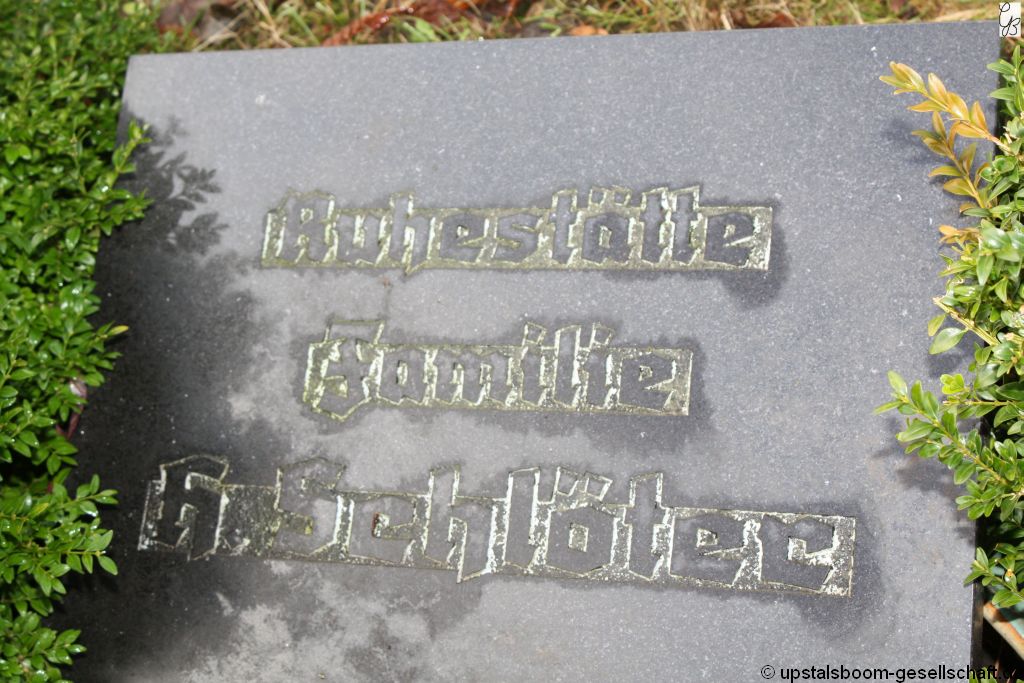 Ruhestätte
Familie
H. Schlöter
© upstalsboom-gesellschaft.